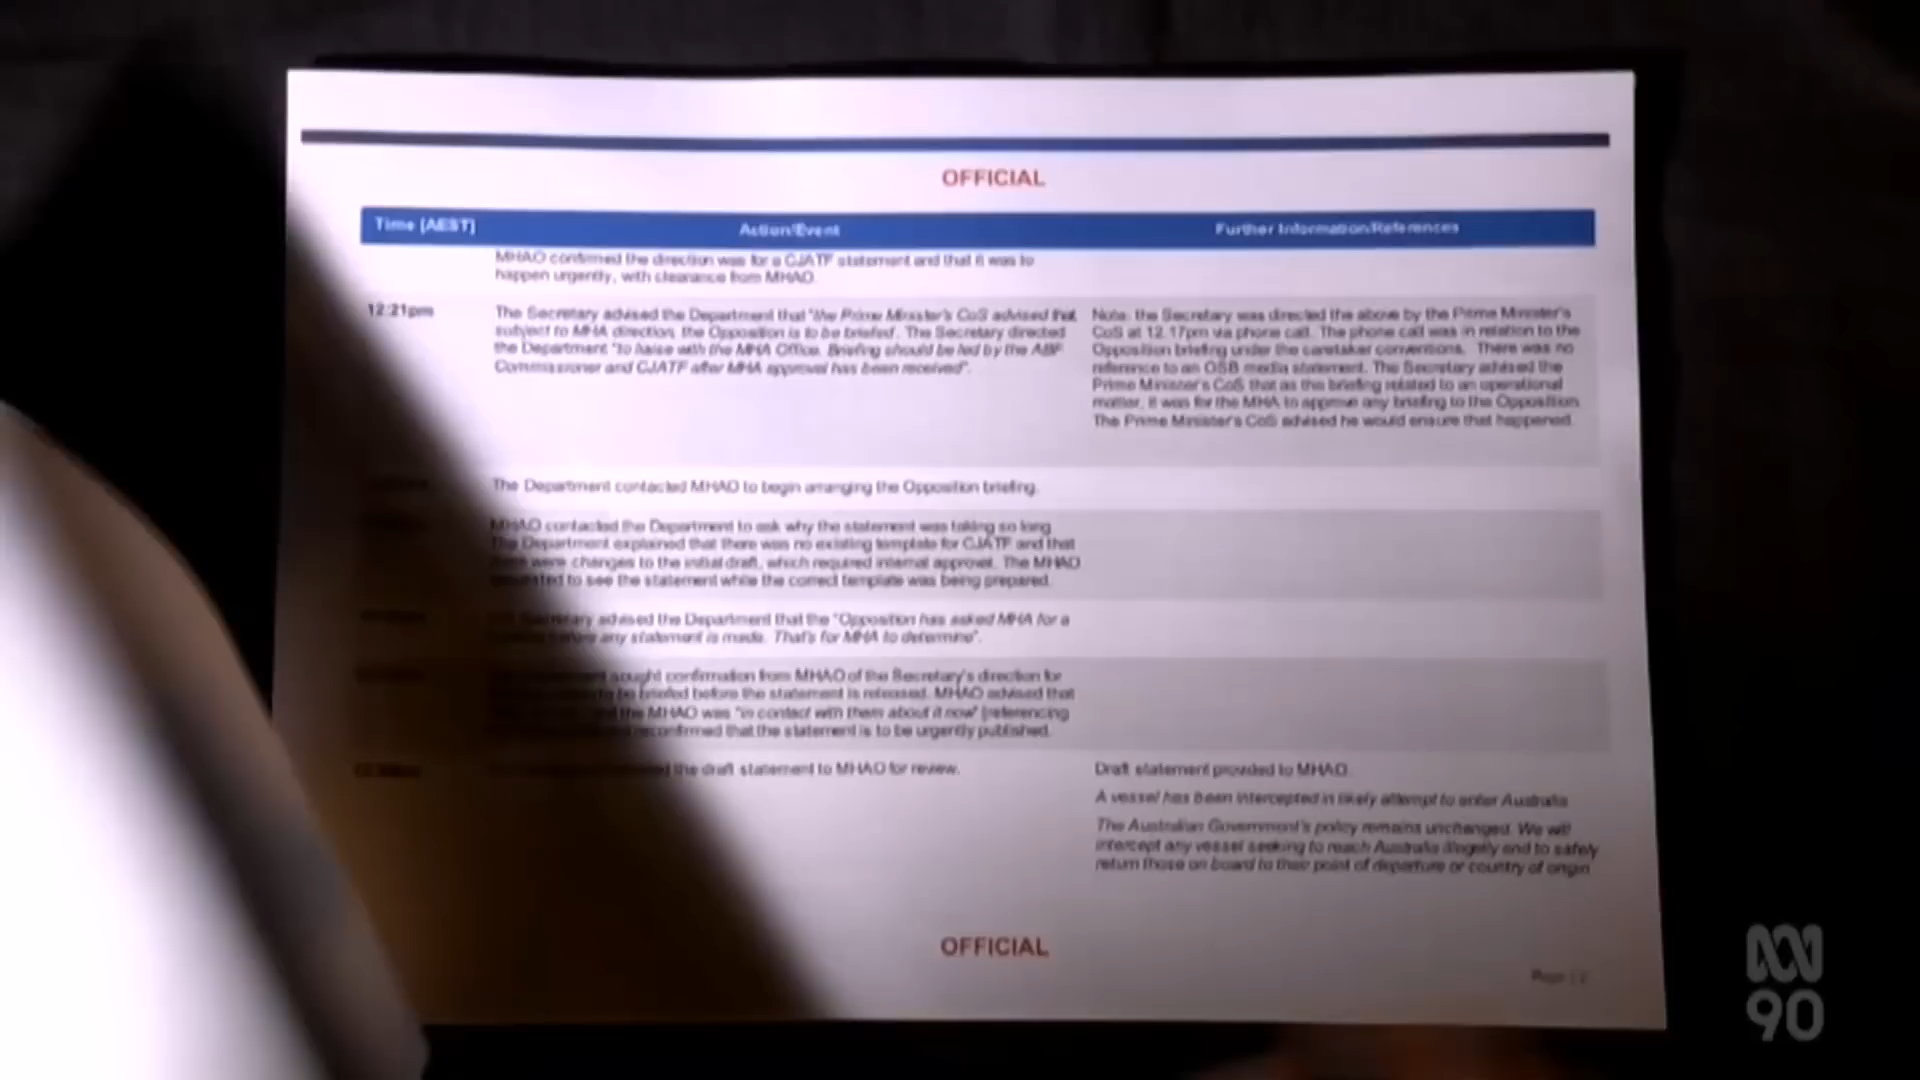 OFFICIAL
Time [AEST] Action/Event Further Information/References
MHAO confirmed the direction was for a CJATF statement and that it was to
happen urgently, with clearance from MHAO.
12:21pm
The Secretary advised the Department that "the Prime Minister's CoS advised that
subject to MHA direction, the Opposition is to be briefed. The Secretary directed
the Department "to liaise with the MHA Office. Briefing should be led by the ABF
Commissioner and CJATF after MHA approval has been received".
Note: the Secretary was directed the above by the Prime Minister's
CoS at 12.17pm via phone call. The phone call was in relation to the
Opposition briefing under the caretaker conventions. There was no
reference to an OSB media statement. The Secretary advised the
Prime Minister's CoS that as this briefing related to an operational
matter, it was for the MHA to approve any briefing to the Opposition.
The Prime Minister's CoS advised he would ensure that happened.
The Department contacted MHAO to begin arranging the Opposition briefing.
MHAO contacted the Department to ask why the statement was taking so long.
The Department explained that there was no existing template for CJATF and that
were changes to the initial draft, which required internal approval. The MHAO
to see the statement while the correct template was being prepared.
advised the Department that the "Opposition has asked MHA for a
any statement is made. That's for MHA to determine".
sought confirmation from MHAO of the Secretary's direction for
to be briefed before the statement is released. MHAO advised that
the MHAO was "in contact with them about it now" [referencing
reconfirmed that the statement is to be urgently published.
the draft statement to MHAO for review.
Draft statement provided to MHAO.
A vessel has been intercepted in likely attempt to enter Australia
The Australian Government's policy remains unchanged. We will
intercept any vessel seeking to reach Australia illegally and to safely
return those on board to their point of departure or country of origin
OFFICIAL
Page
90